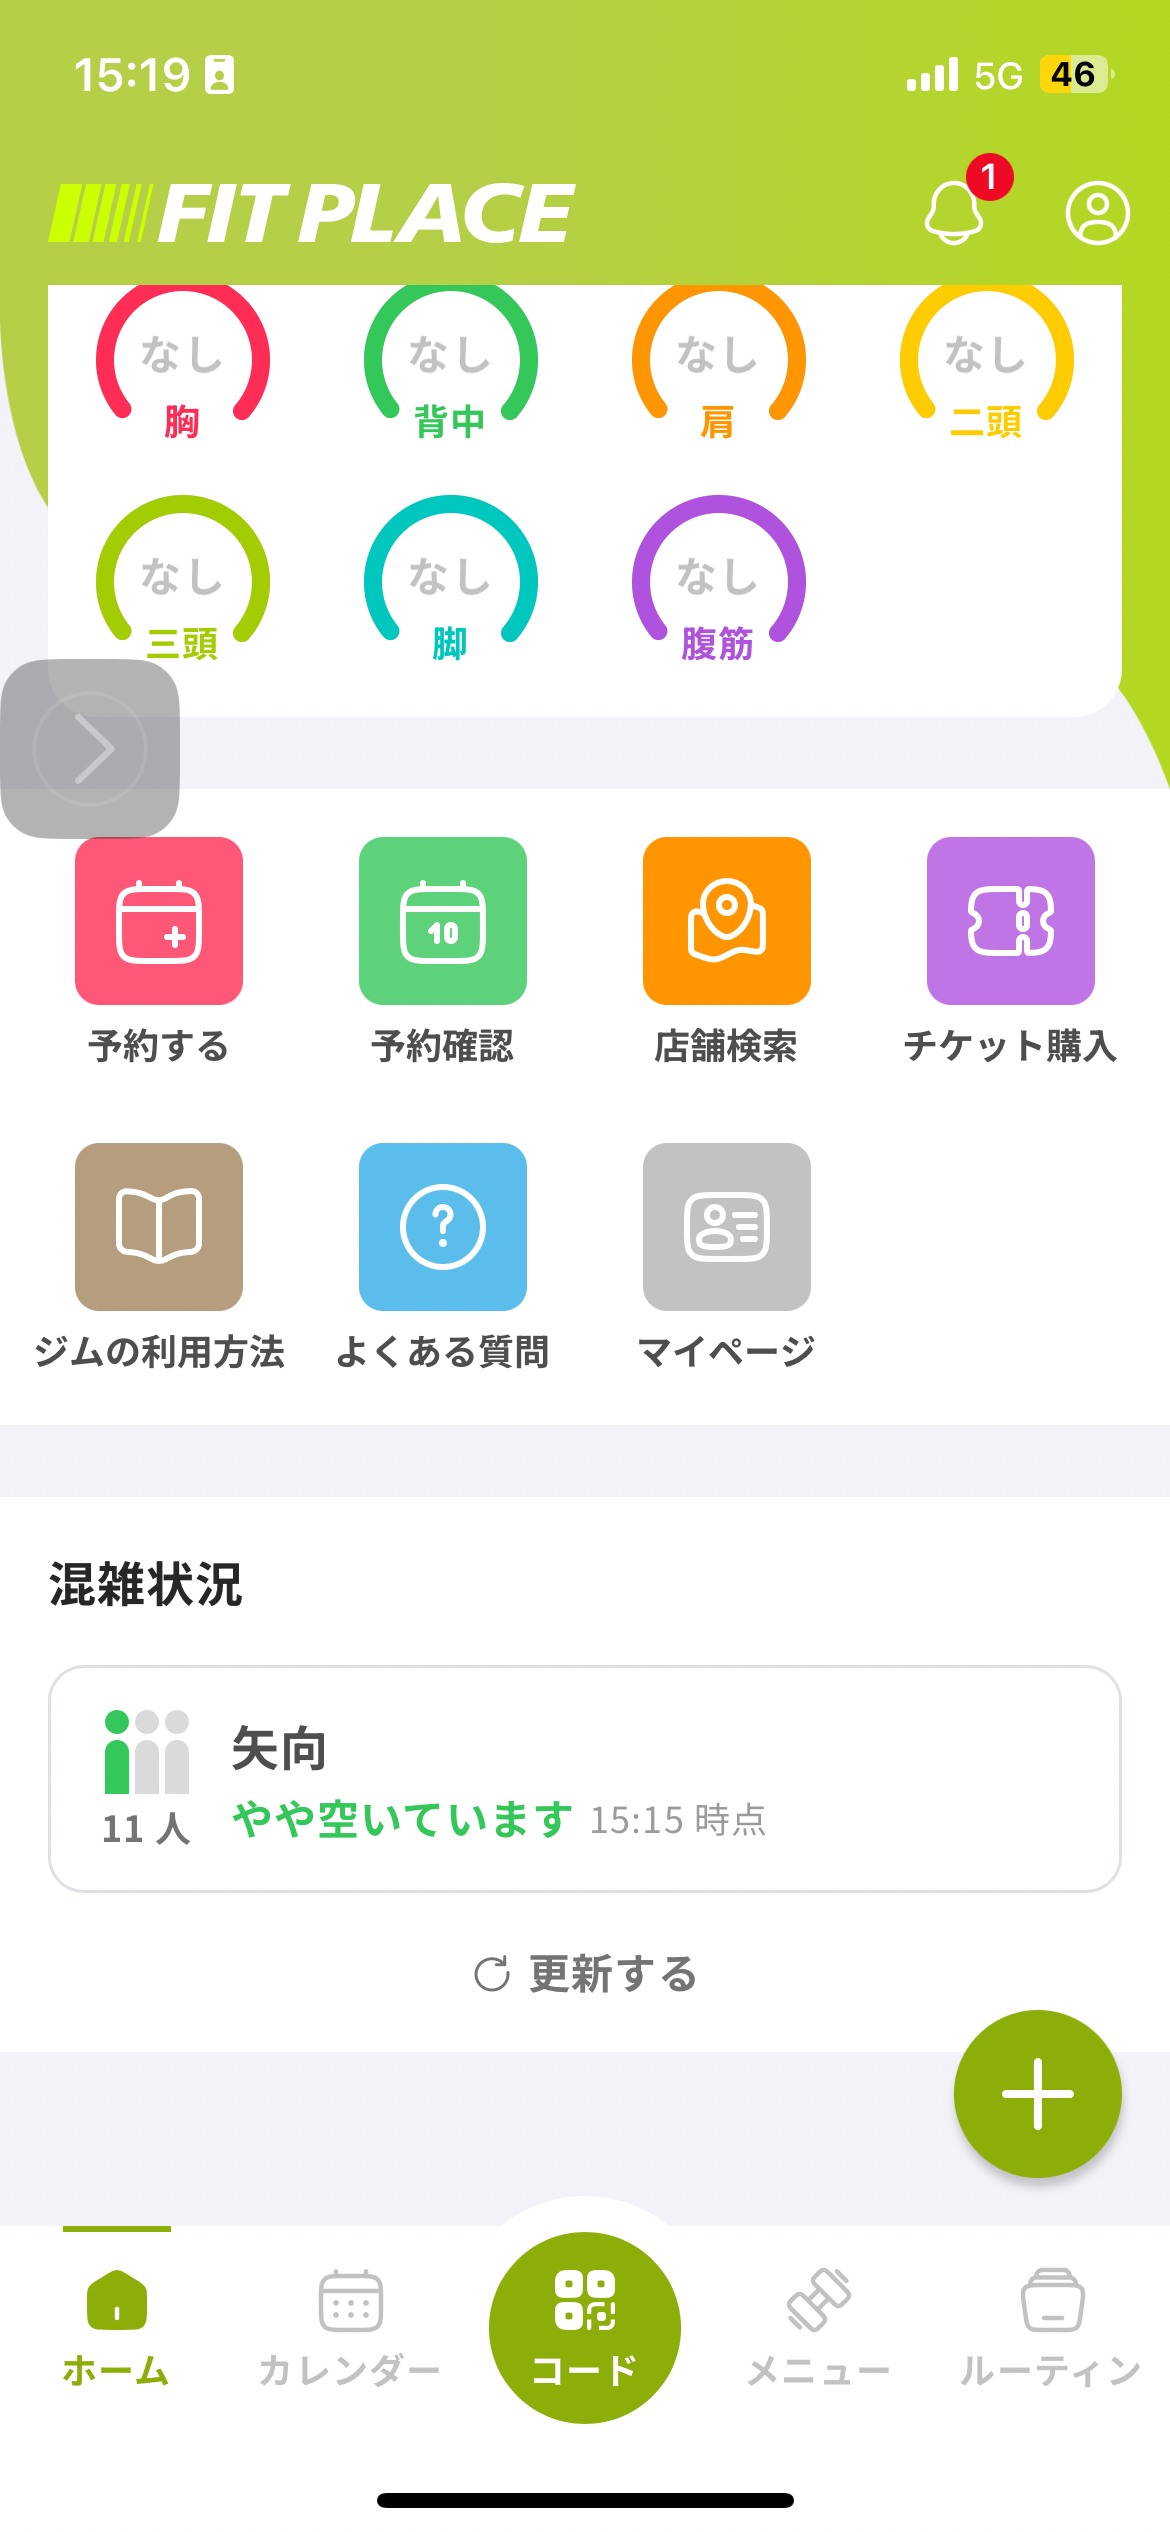 15:19
5G 46
FIT PLACE
1
なし なし なし なし
胸 背中 肩 二頭
なし なし なし
三頭 脚 腹筋
10
予約する 予約確認 店舗検索 チケット購入
?
ジムの利用方法 よくある質問 マイページ
混雑状況
矢向
11 人
やや空いています 15:15 時点
更新する
ホーム カレンダー コード メニュー ルーティン